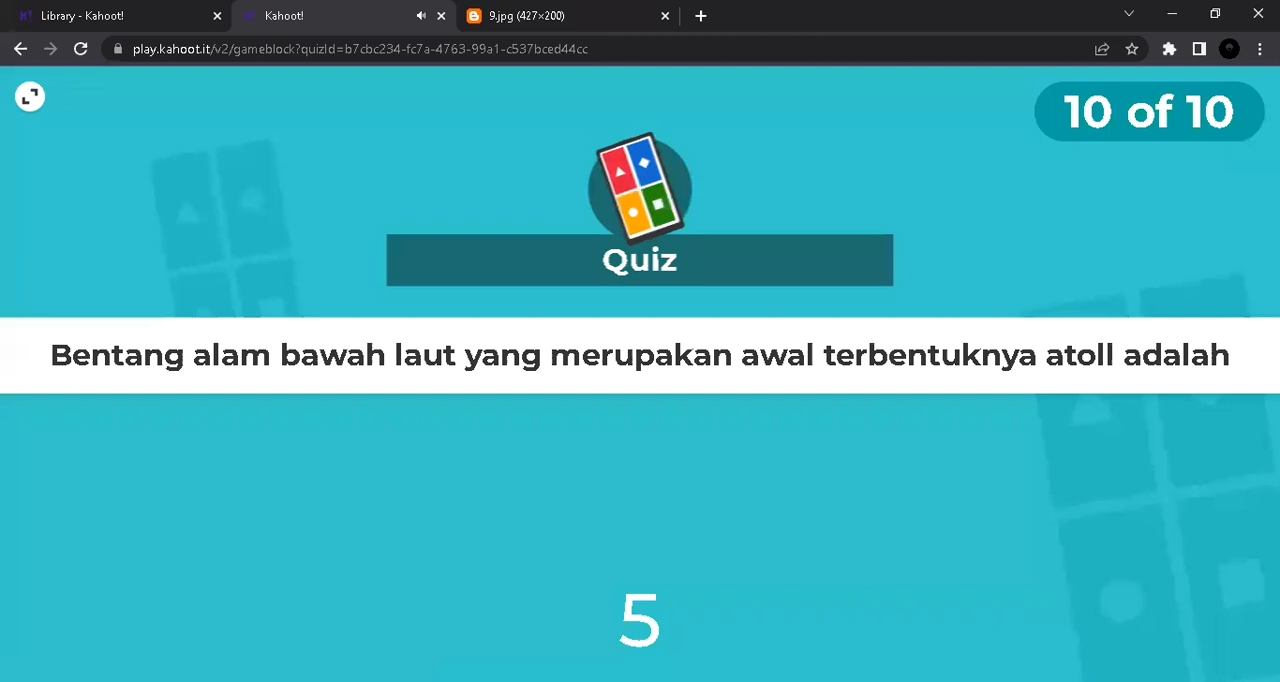 Library - Kahoot!
Kahoot!
9.jpg (427×200)
play.kahoot.it/v2/gameblock?quizId=b7cbc234-fc7a-4763-99a1-c537bced44cc
10 of 10
Quiz
Bentang alam bawah laut yang merupakan awal terbentuknya atoll adalah
5